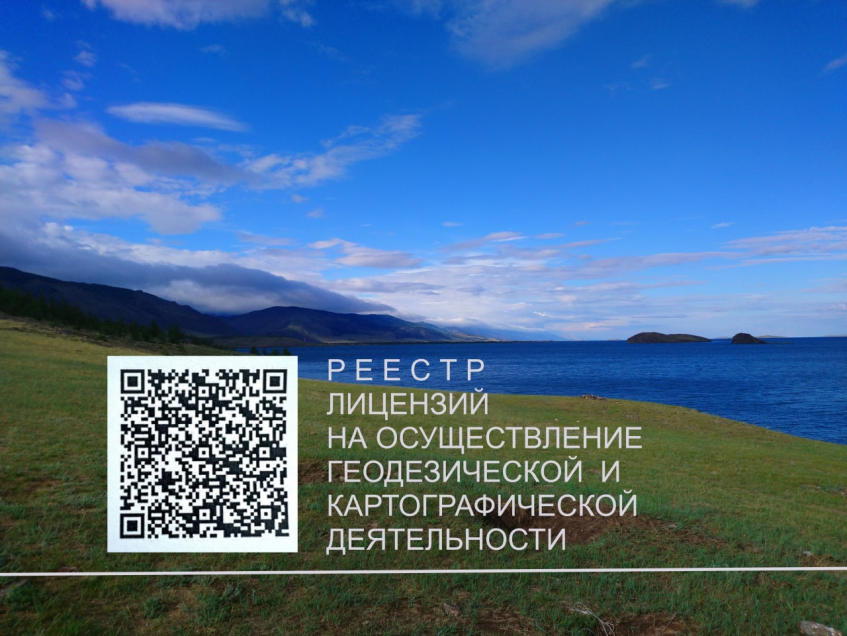 РЕЕСТР
ЛИЦЕНЗИЙ
НА ОСУЩЕСТВЛЕНИЕ
ГЕОДЕЗИЧЕСКОЙ И
КАРТОГРАФИЧЕСКОЙ
ДЕЯТЕЛЬНОСТИ